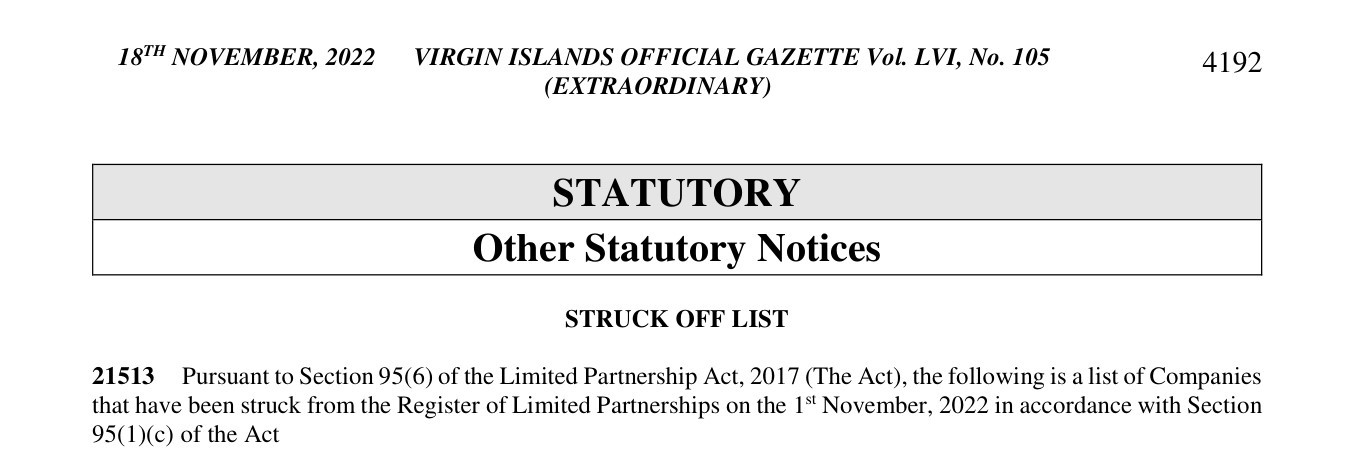 18TH NOVEMBER, 2022 VIRGIN ISLANDS OFFICIAL GAZETTE Vol. LVI, No. 105 4192
(EXTRAORDINARY)
STATUTORY
Other Statutory Notices
STRUCK OFF LIST
21513 Pursuant to Section 95(6) of the Limited Partnership Act, 2017 (The Act), the following is a list of Companies
that have been struck from the Register of Limited Partnerships on the 1st November, 2022 in accordance with Section
95(1)(c) of the Act